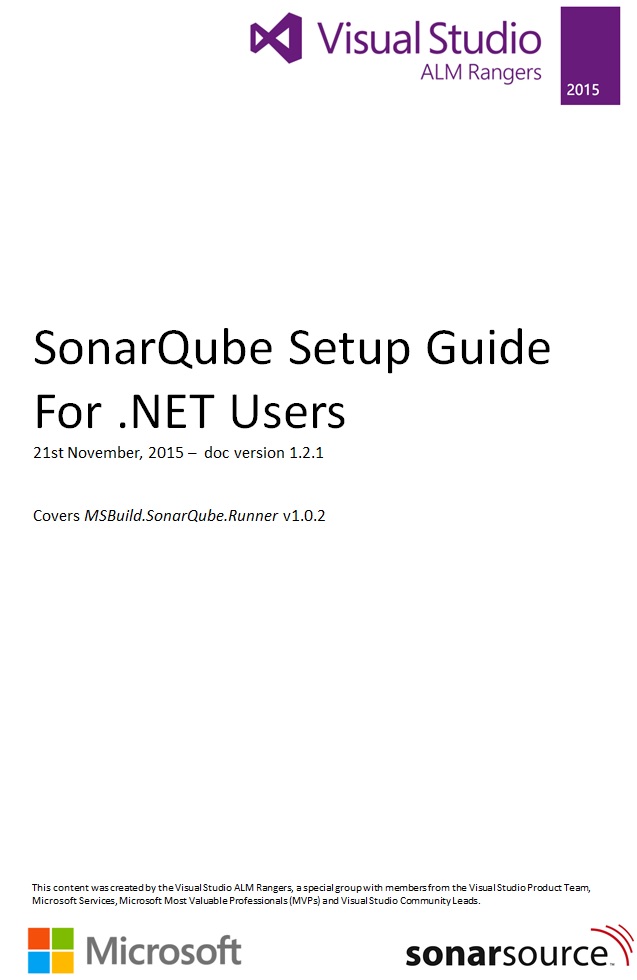 Visual Studio
ALM Rangers
2015
SonarQube Setup Guide
For .NET Users
21st November, 2015 – doc version 1.2.1
Covers MSBuild.SonarQube.Runner v1.0.2
This content was created by the Visual Studio ALM Rangers, a special group with members from the Visual Studio Product Team,
Microsoft Services, Microsoft Most Valuable Professionals (MVPs) and Visual Studio Community Leads.
Microsoft
sonarsource™